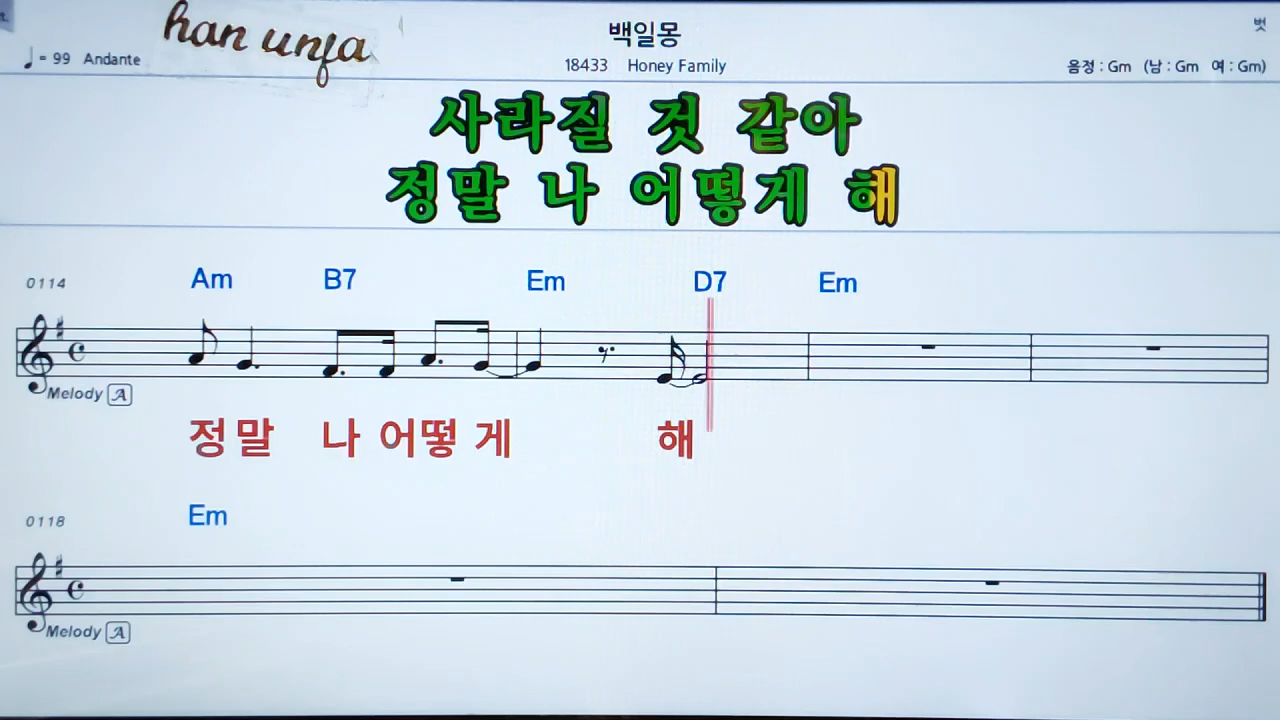 han unja
백일몽
벗
♩= 99 Andante
18433 Honey Family
음정 : Gm (남 : Gm 여 : Gm)
사라질 것 같아
정말 나 어떻게 해
0114 Am B7 Em D7 Em
Melody A
정말 나 어떻게 해
0118 Em
Melody A